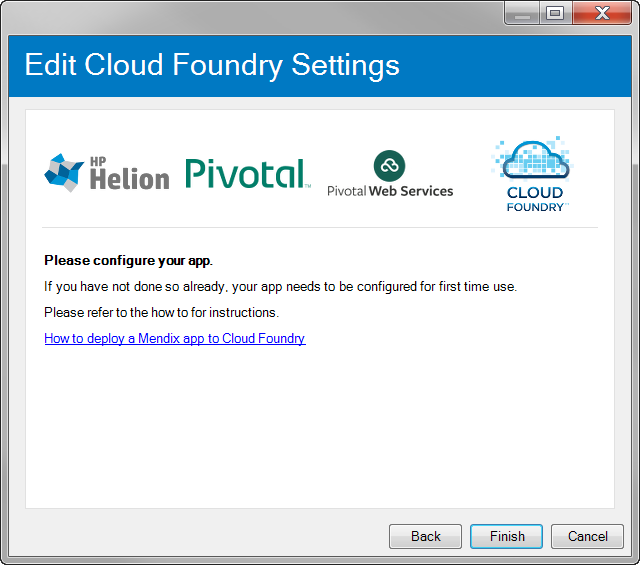 Edit Cloud Foundry Settings
HP
Helion
Pivotal™
Pivotal Web Services
CLOUD
FOUNDRY™
Please configure your app.
If you have not done so already, your app needs to be configured for first time use.
Please refer to the how to for instructions.
How to deploy a Mendix app to Cloud Foundry
Back Finish Cancel